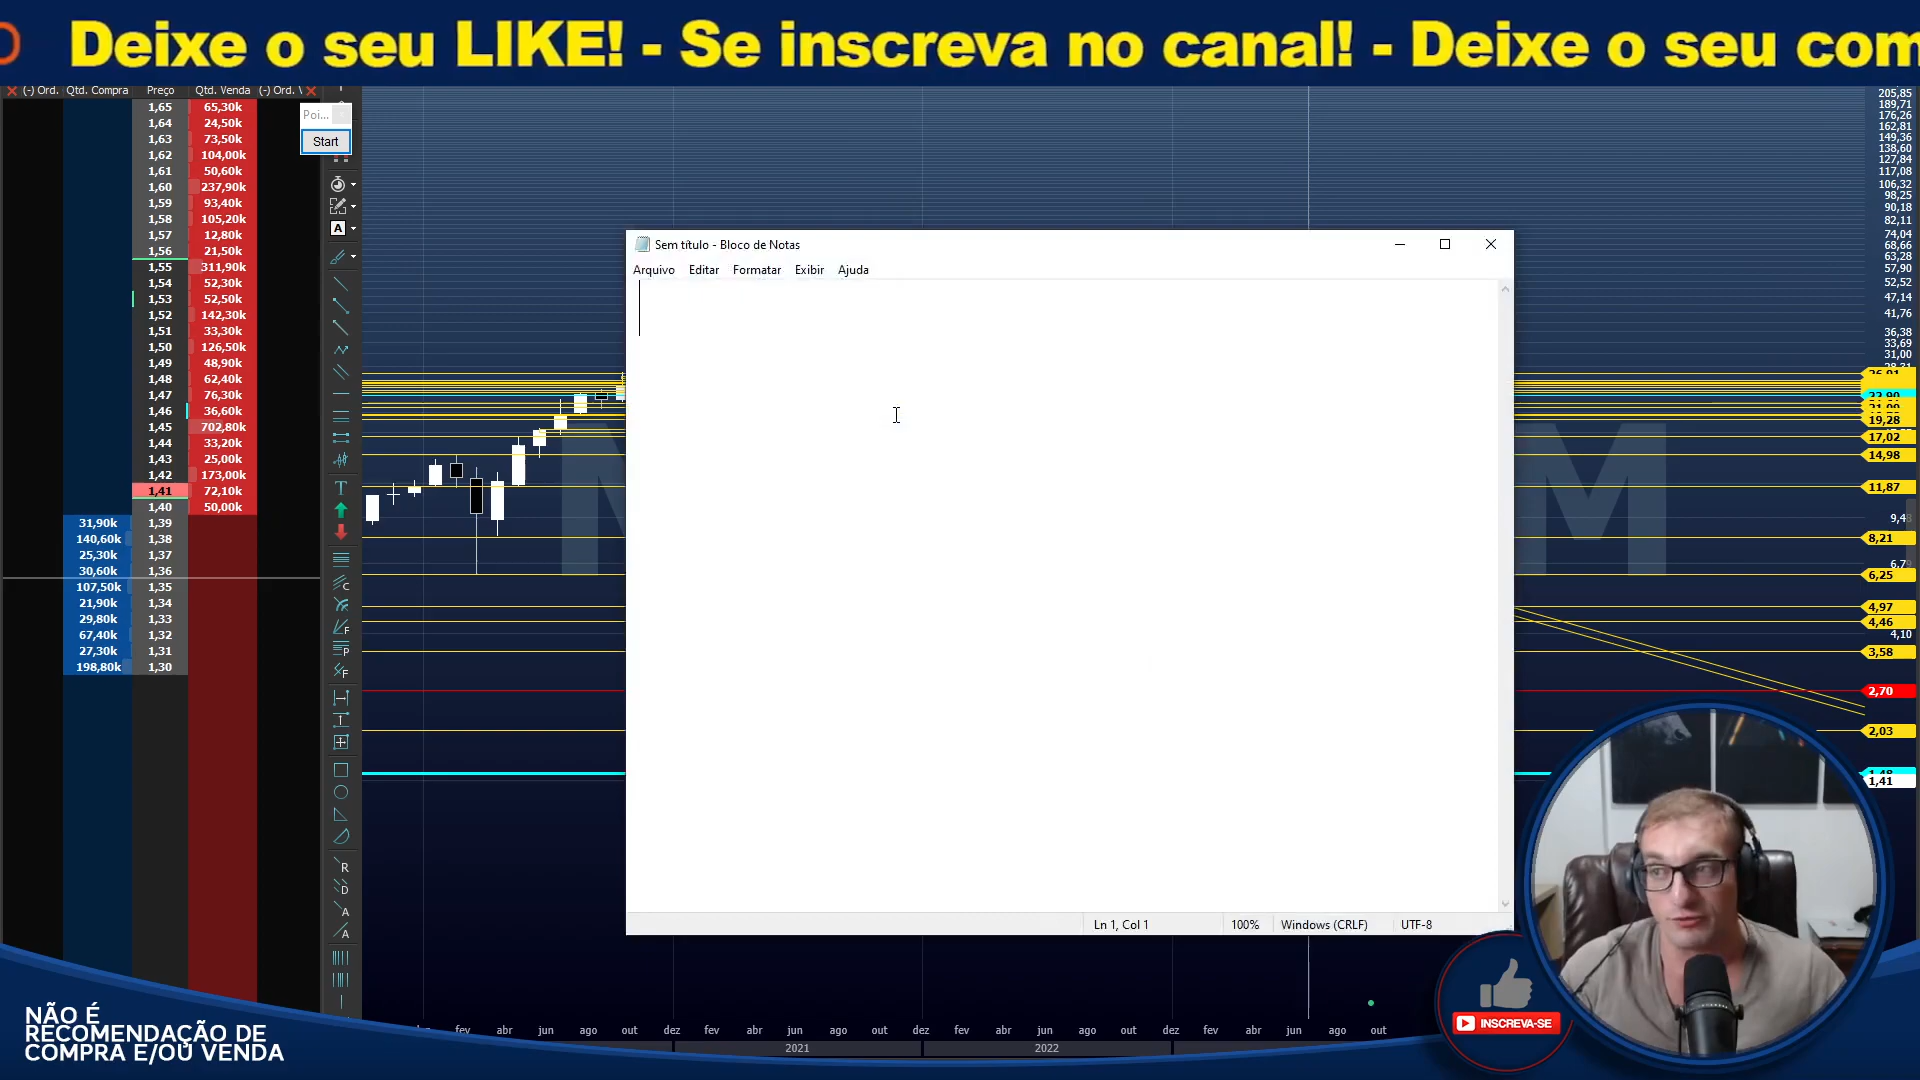 Deixe o seu LIKE! - Se inscreva no canal! - Deixe o seu com
(-) Ord. Qtd. Compra Preço Qtd. Venda (-) Ord.
1,65 65,30k
1,64 24,50k
1,63 73,50k
1,62 104,00k
1,61 50,60k
1,60 237,90k
1,59 93,40k
1,58 105,20k
1,57 12,80k
1,56 21,50k
1,55 311,90k
1,54 52,30k
1,53 52,50k
1,52 142,30k
1,51 33,30k
1,50 126,50k
1,49 48,90k
1,48 62,40k
1,47 76,30k
1,46 36,60k
1,45 702,80k
1,44 33,20k
1,43 25,00k
1,42 173,00k
1,41 72,10k
1,40 50,00k
31,90k 1,39
140,60k 1,38
25,30k 1,37
30,60k 1,36
107,50k 1,35
21,90k 1,34
29,80k 1,33
67,40k 1,32
27,30k 1,31
198,80k 1,30
Poi...
Start
Sem título - Bloco de Notas
Arquivo Editar Formatar Exibir Ajuda
Ln 1, Col 1 100% Windows (CRLF) UTF-8
205,85
189,71
176,26
162,81
149,36
138,60
127,84
117,08
106,32
98,25
90,18
82,11
74,04
68,66
63,28
57,90
52,52
47,14
41,76
36,38
33,69
31,00
19,28
17,02
14,98
11,87
8,21
6,25
4,97
4,46
4,10
3,58
2,70
2,03
1,41
fev abr jun ago out dez fev abr jun ago out dez fev abr jun ago out dez fev abr jun ago out
2021 2022
NÃO É
RECOMENDAÇÃO DE
COMPRA E/OU VENDA
INSCREVA-SE